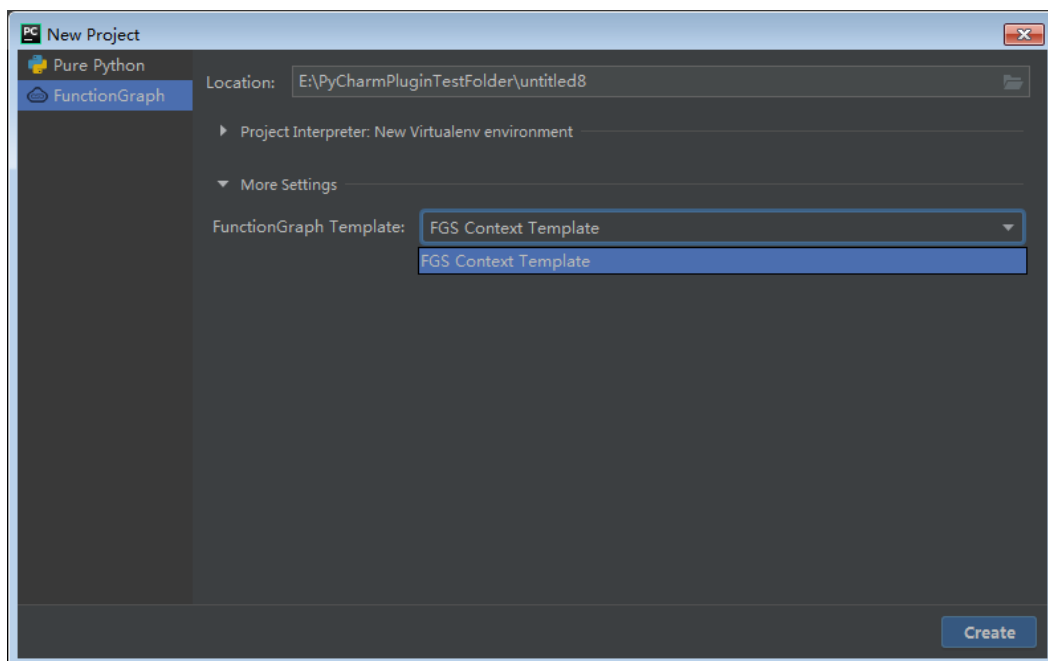 PC New Project
Pure Python
FunctionGraph
Location: E:\PyCharmPluginTestFolder\untitled8
Project Interpreter: New Virtualenv environment
More Settings
FunctionGraph Template: FGS Context Template
FGS Context Template
Create